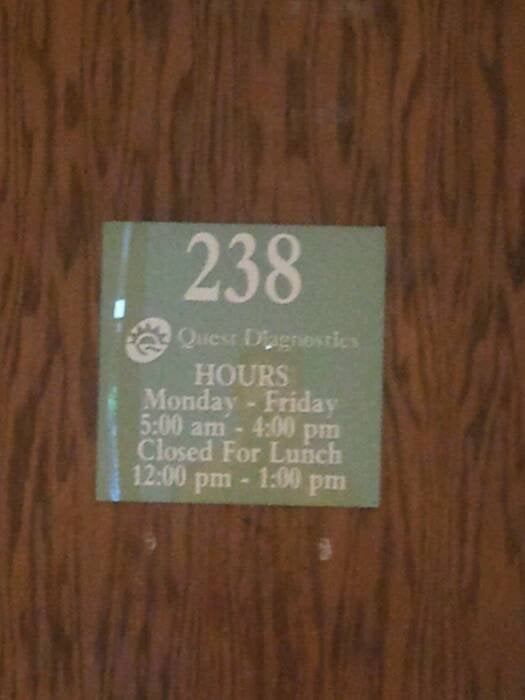 238
Quest Diagnostics
HOURS
Monday - Friday
5:00 am - 4:00 pm
Closed For Lunch
12:00 pm - 1:00 pm